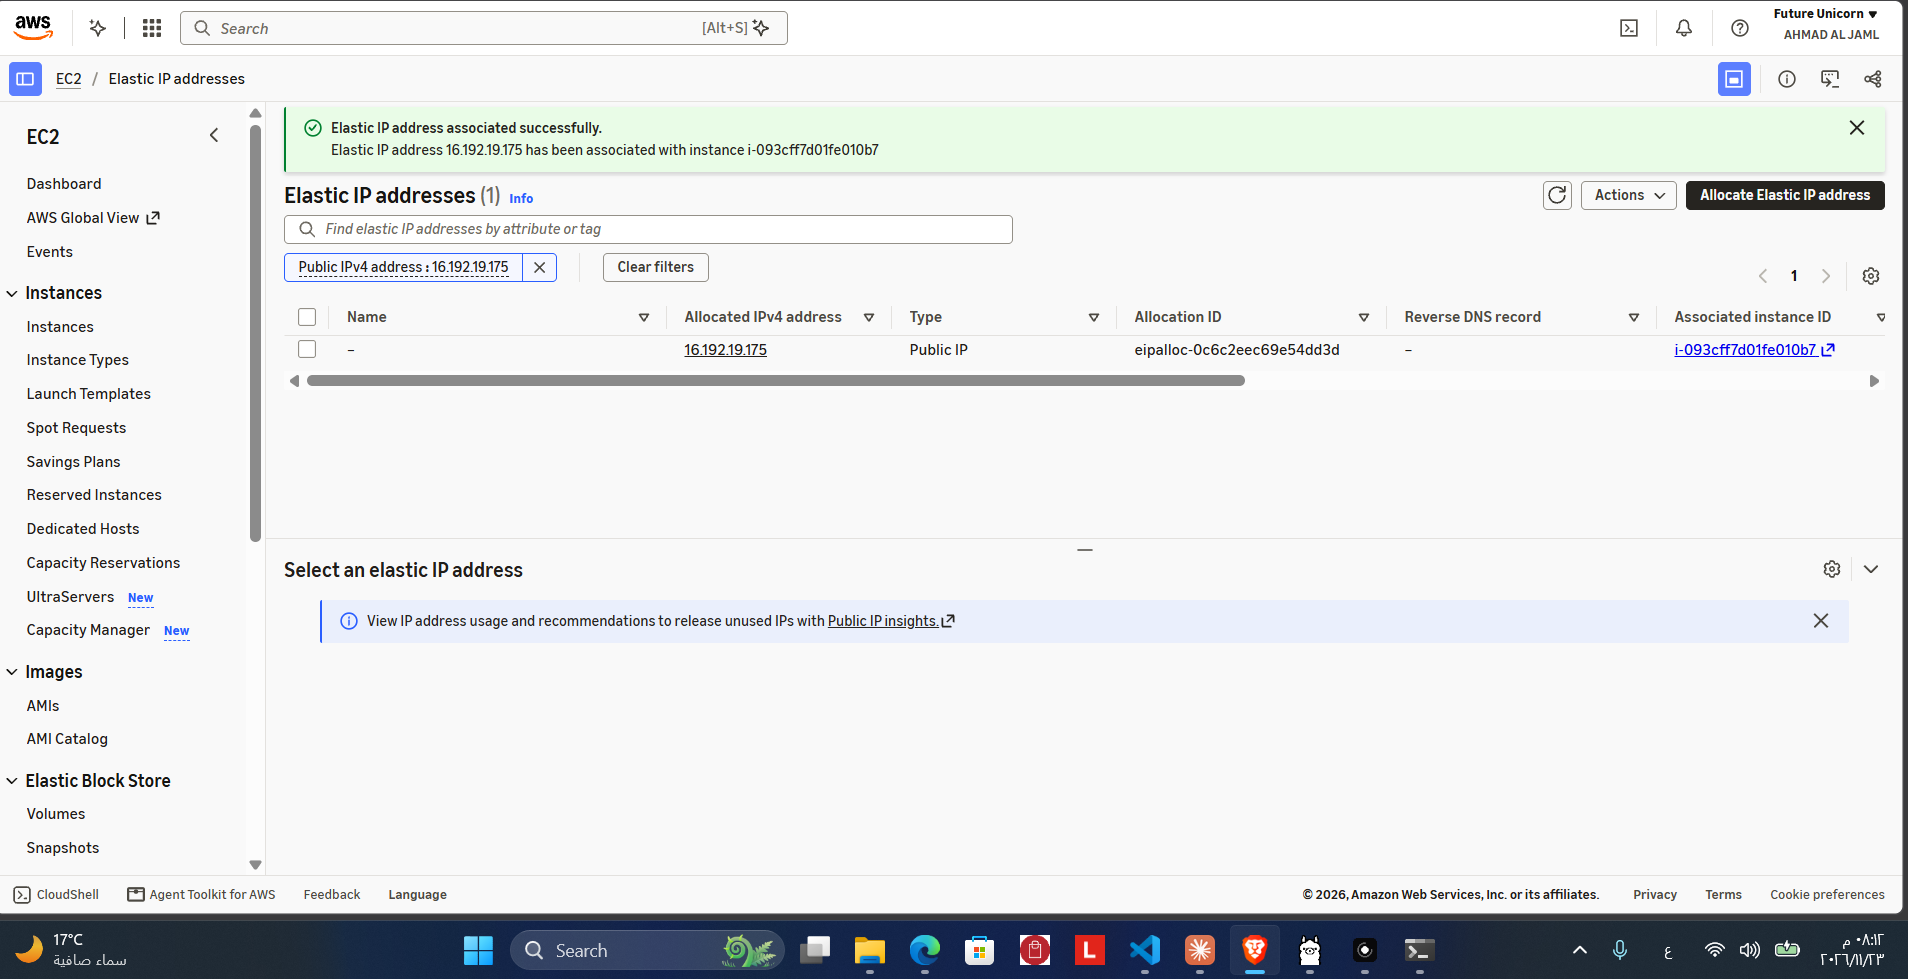 aws
Search
[Alt+S]
Future Unicorn
AHMAD ALJAML
EC2 / Elastic IP addresses
EC2
Dashboard
AWS Global View
Events
Instances
Instances
Instance Types
Launch Templates
Spot Requests
Savings Plans
Reserved Instances
Dedicated Hosts
Capacity Reservations
UltraServers New
Capacity Manager New
Images
AMIs
AMI Catalog
Elastic Block Store
Volumes
Snapshots
Elastic IP address associated successfully.
Elastic IP address 16.192.19.175 has been associated with instance i-093cff7d01fe010b7
Elastic IP addresses (1) Info
Actions
Allocate Elastic IP address
Find elastic IP addresses by attribute or tag
Public IPv4 address : 16.192.19.175
Clear filters
1
Name Allocated IPv4 address Type Allocation ID Reverse DNS record Associated instance ID
– 16.192.19.175 Public IP eipalloc-0c6c2eec69e54dd3d – i-093cff7d01fe010b7
Select an elastic IP address
View IP address usage and recommendations to release unused IPs with Public IP insights.
CloudShell Agent Toolkit for AWS Feedback Language
© 2026, Amazon Web Services, Inc. or its affiliates. Privacy Terms Cookie preferences
17°C
سماء صافية
Search
L
ع
٠٨:١٢ م
٢٠٢٦/١١/٢٣